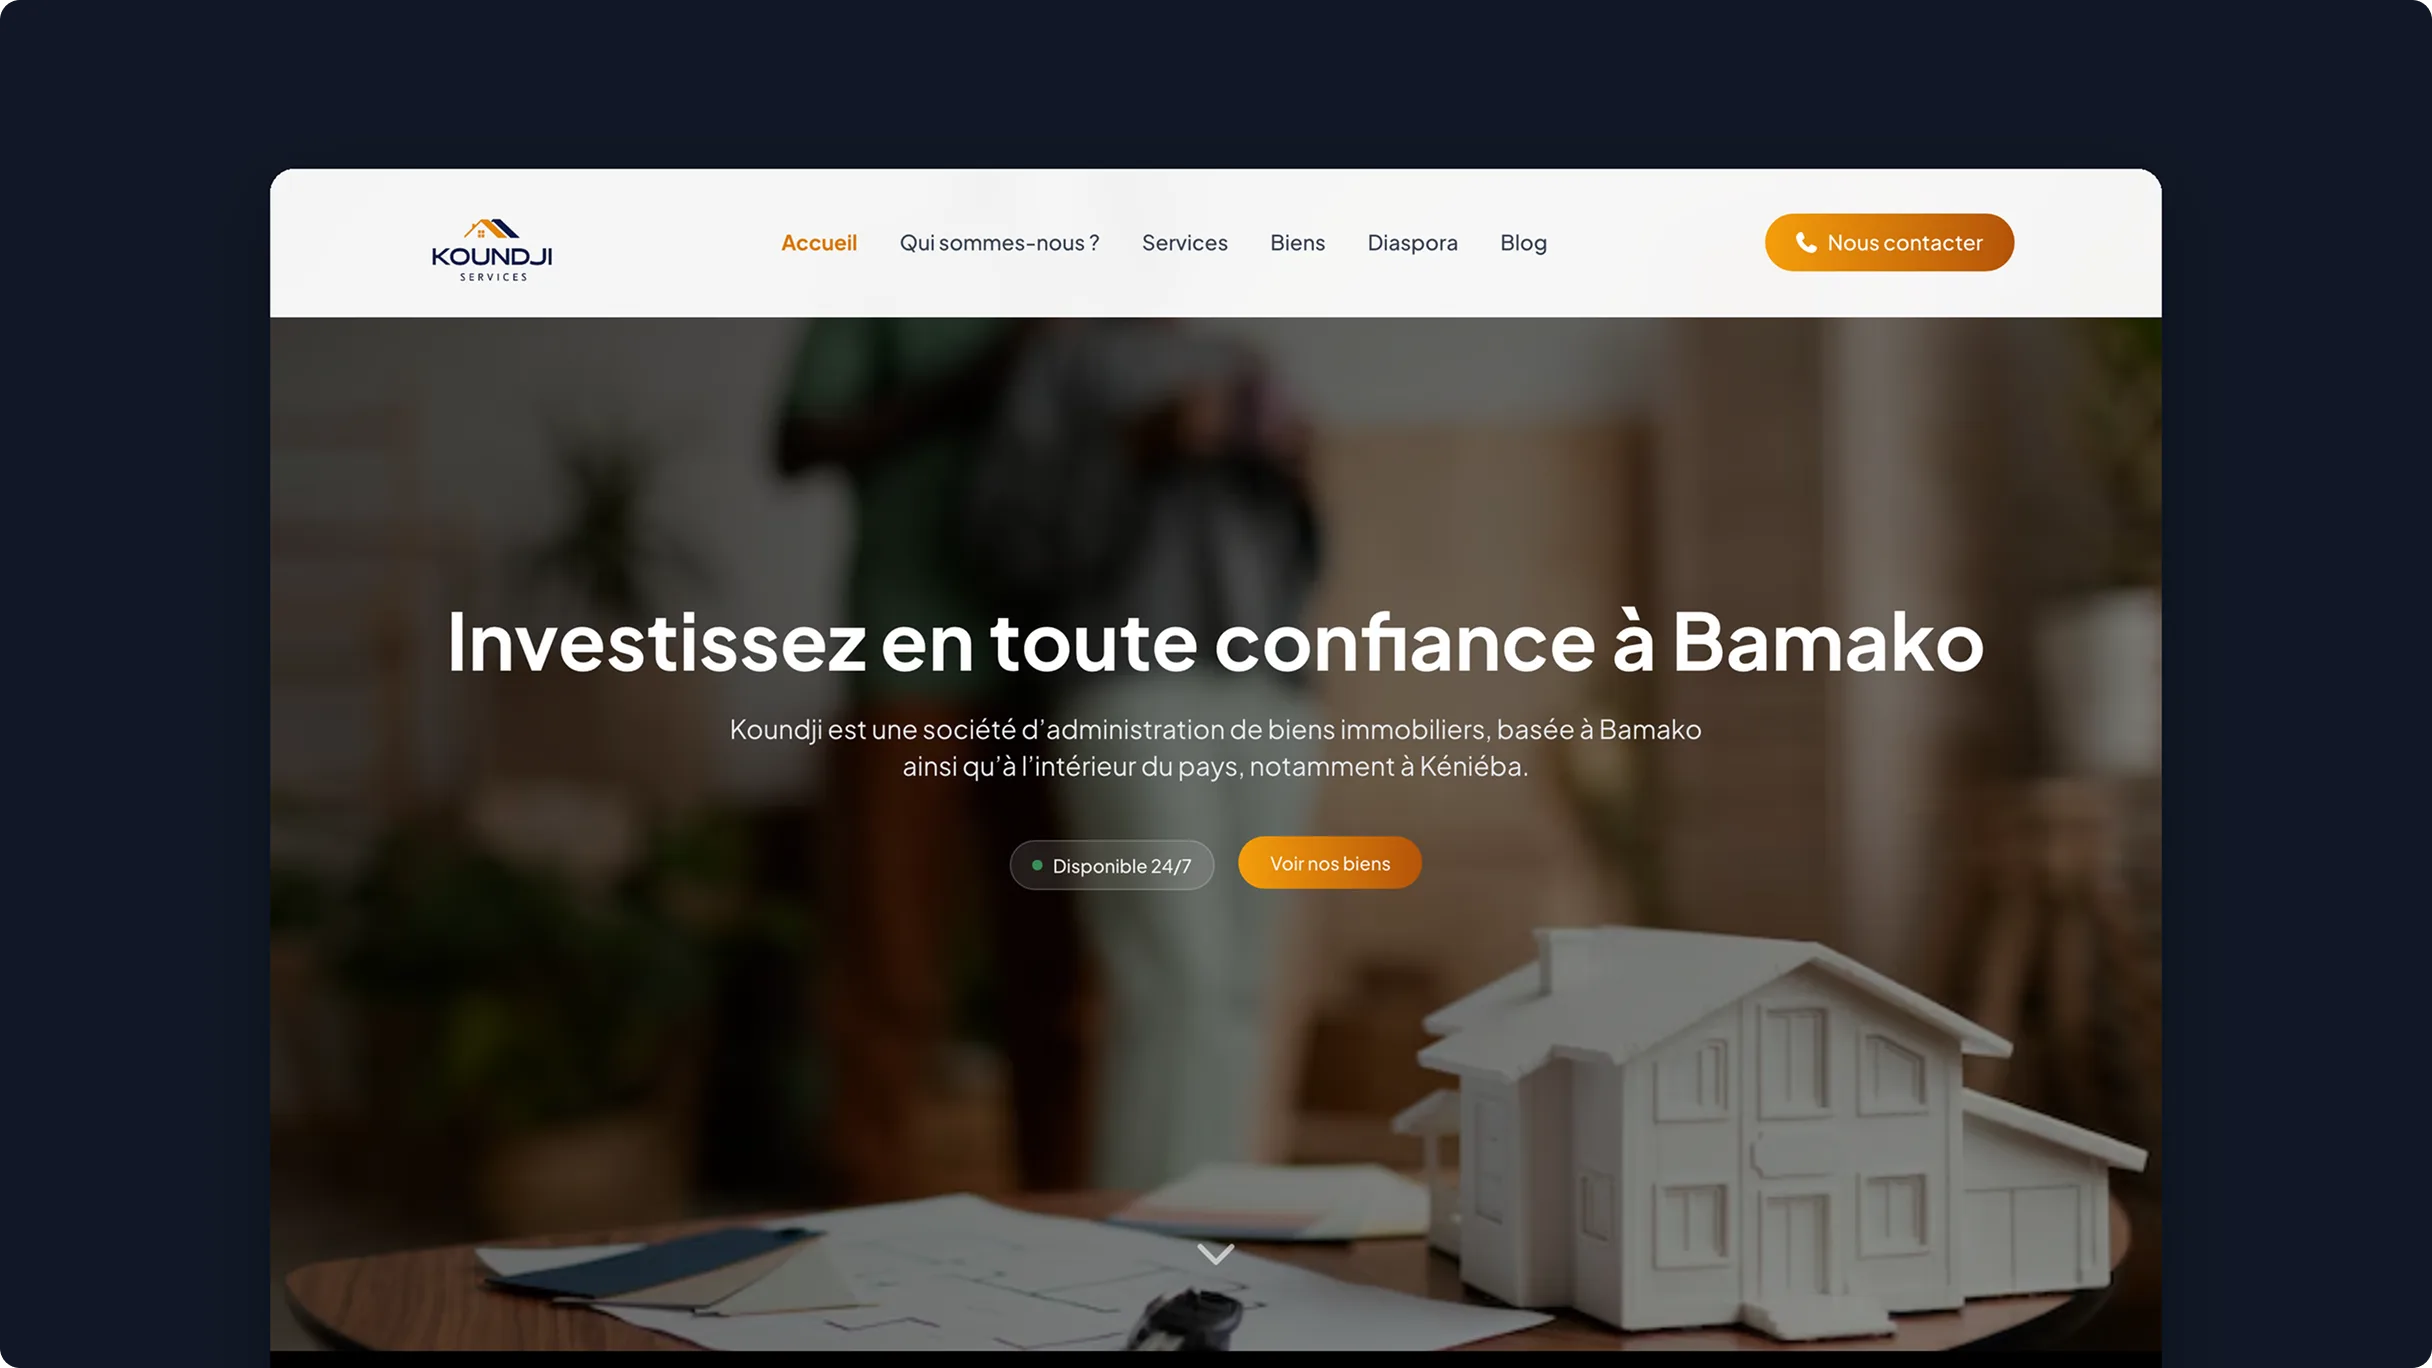 KOUNDJI
SERVICES
Accueil
Qui sommes-nous ?
Services
Biens
Diaspora
Blog
Nous contacter
Investissez en toute confiance à Bamako
Koundji est une société d’administration de biens immobiliers, basée à Bamako
ainsi qu’à l’intérieur du pays, notamment à Kéniéba.
Disponible 24/7
Voir nos biens